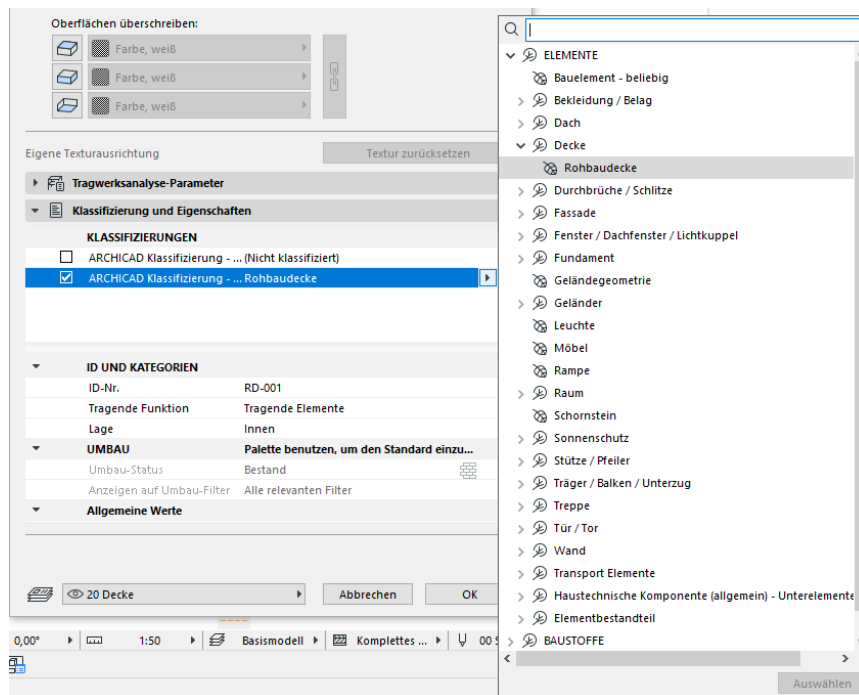 Oberflächen überschreiben:
Farbe, weiß
Farbe, weiß
Farbe, weiß
Eigene Texturausrichtung
Textur zurücksetzen
Tragwerksanalyse-Parameter
Klassifizierung und Eigenschaften
KLASSIFIZIERUNGEN
ARCHICAD Klassifizierung - ... (Nicht klassifiziert)
ARCHICAD Klassifizierung - ... Rohbaudecke
ID UND KATEGORIEN
ID-Nr. RD-001
Tragende Funktion Tragende Elemente
Lage Innen
UMBAU Palette benutzen, um den Standard einzu...
Umbau-Status Bestand
Anzeigen auf Umbau-Filter Alle relevanten Filter
Allgemeine Werte
20 Decke Abbrechen OK
0,00° 1:50 Basismodell Komplettes ... 00
ELEMENTE
Bauelement - beliebig
Bekleidung / Belag
Dach
Decke
Rohbaudecke
Durchbrüche / Schlitze
Fassade
Fenster / Dachfenster / Lichtkuppel
Fundament
Geländegeometrie
Geländer
Leuchte
Möbel
Rampe
Raum
Schornstein
Sonnenschutz
Stütze / Pfeiler
Träger / Balken / Unterzug
Treppe
Tür / Tor
Wand
Transport Elemente
Haustechnische Komponente (allgemein) - Unterelemente
Elementbestandteil
BAUSTOFFE
Auswählen